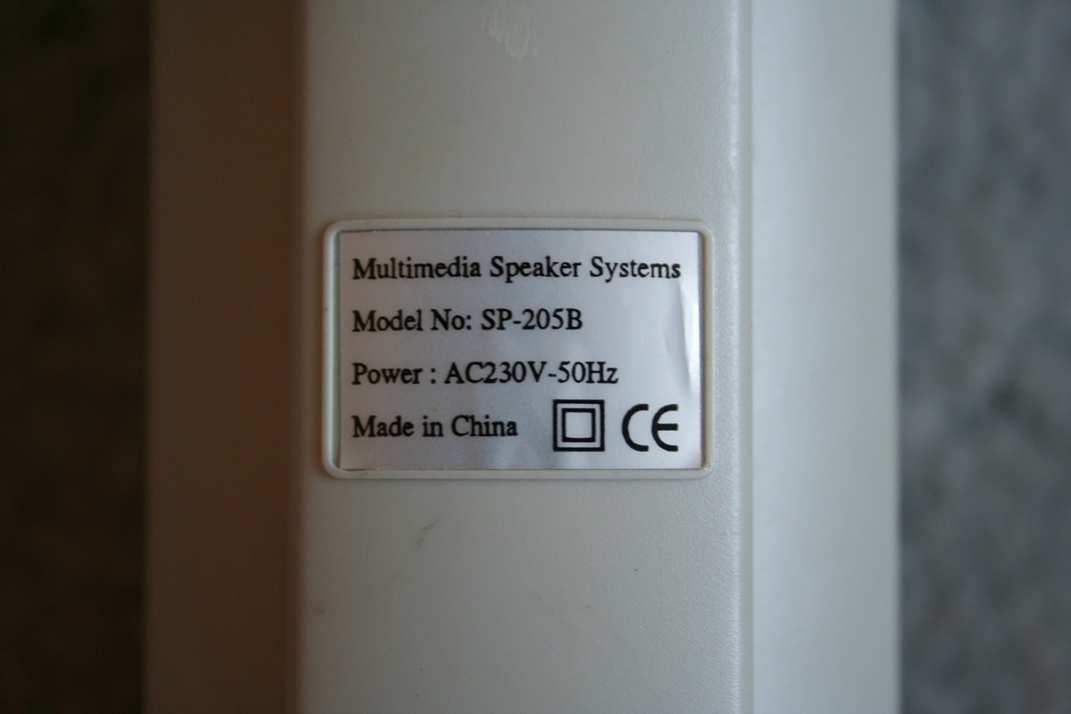 Multimedia Speaker Systems
Model No: SP-205B
Power : AC230V-50Hz
Made in China CE